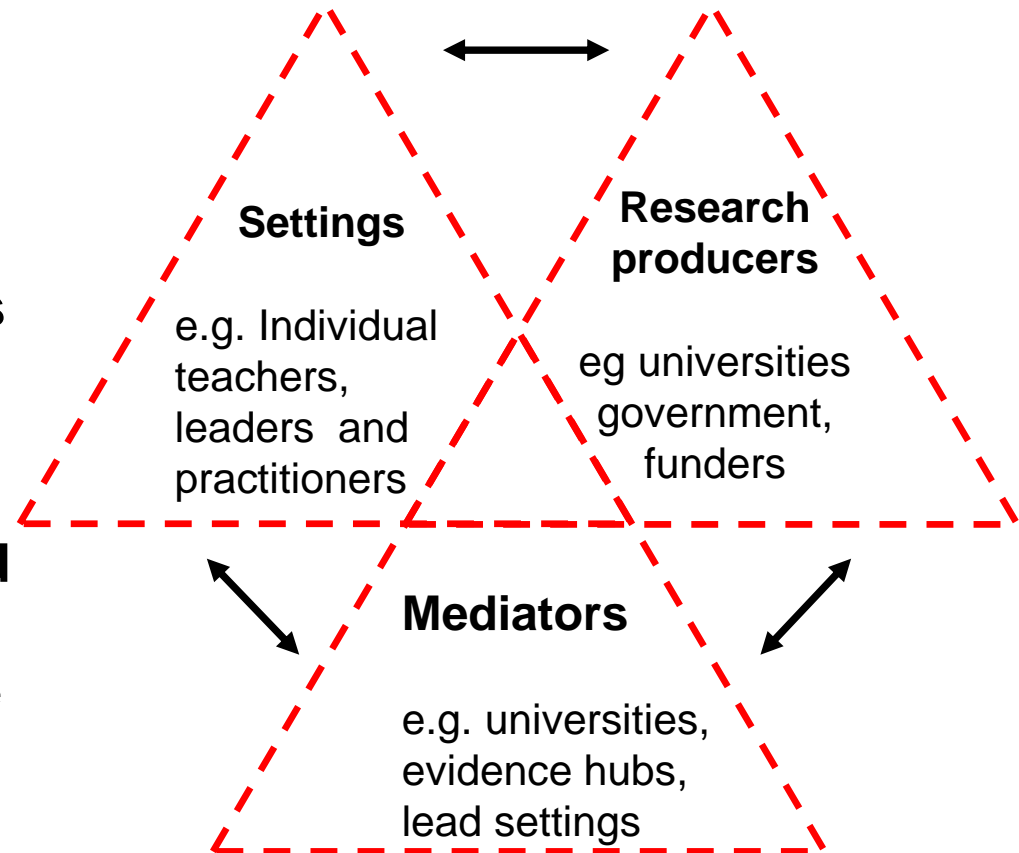 Settings
e.g. Individual
teachers,
leaders and
practitioners
Research
producers
eg universities
government,
funders
Mediators
e.g. universities,
evidence hubs,
lead settings